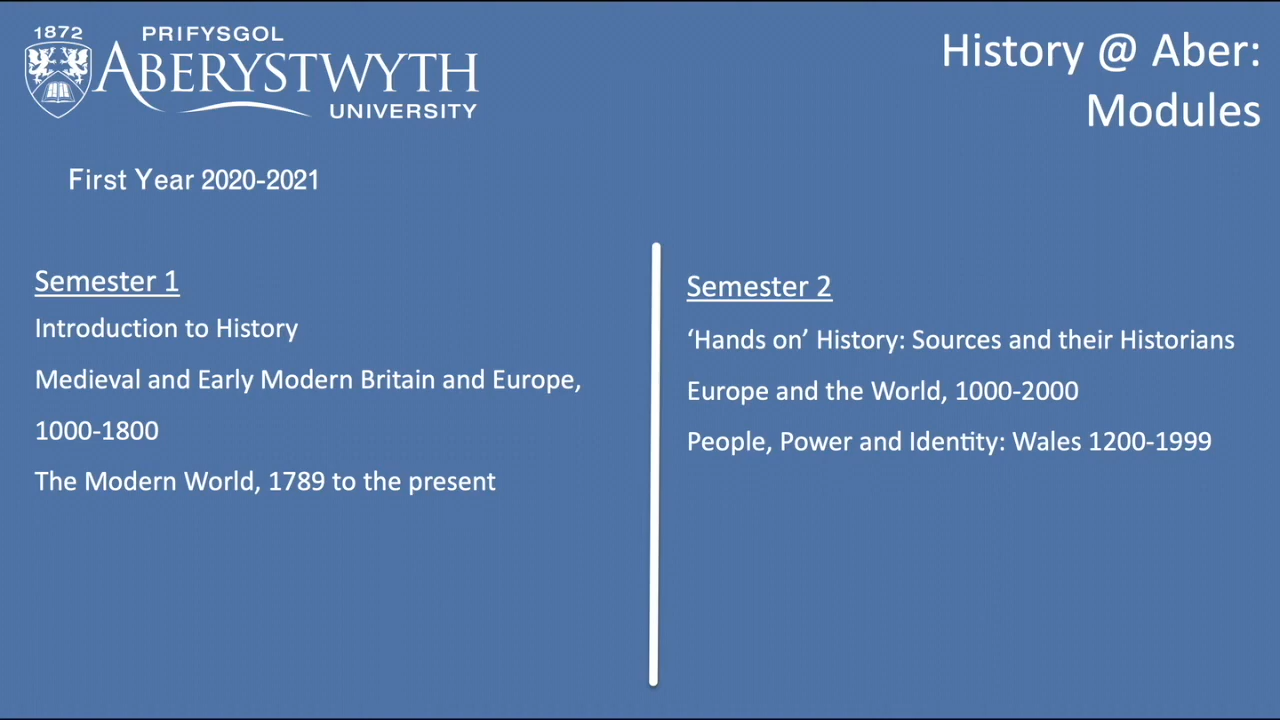 1872
PRIFYSGOL
ABERYSTWYTH
UNIVERSITY
History @ Aber:
Modules
First Year 2020-2021
Semester 1
Introduction to History
Medieval and Early Modern Britain and Europe,
1000-1800
The Modern World, 1789 to the present
Semester 2
‘Hands on’ History: Sources and their Historians
Europe and the World, 1000-2000
People, Power and Identity: Wales 1200-1999